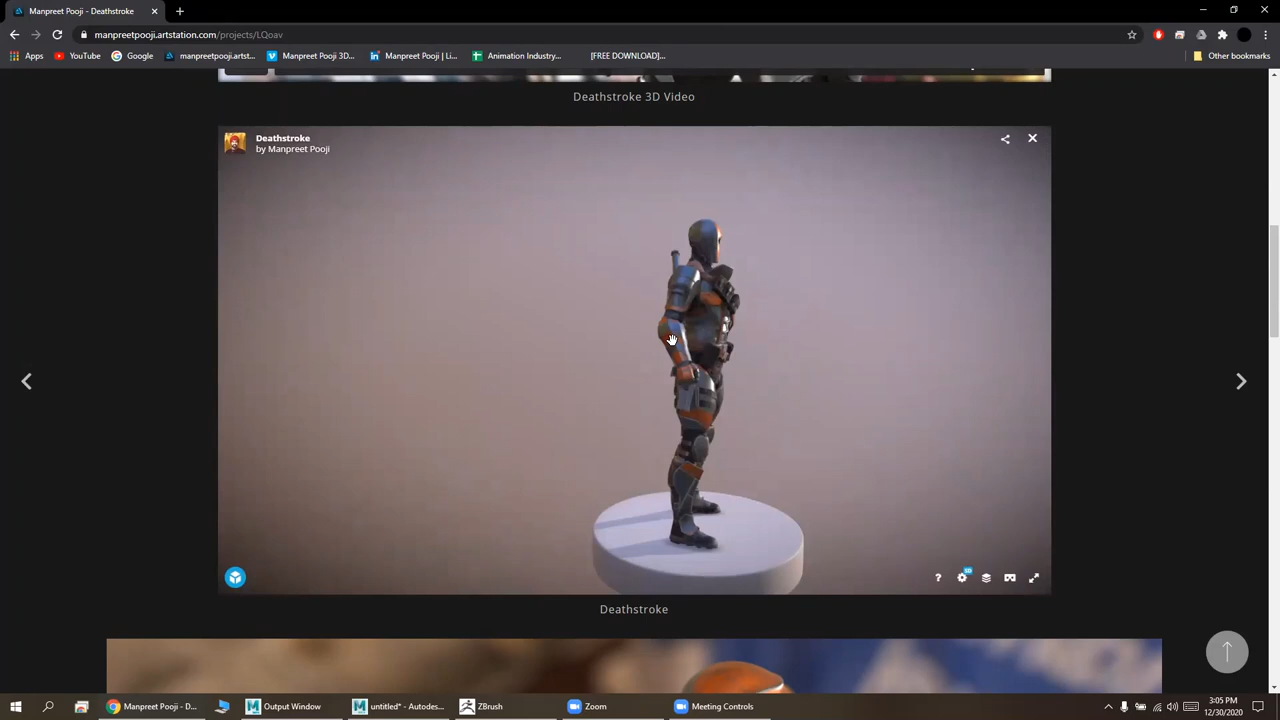 Manpreet Pooji - Deathstroke
manpreetpooji.artstation.com/projects/LQoav
Apps
YouTube
Google
manpreetpooji.artst...
Manpreet Pooji 3D...
Manpreet Pooji | Li...
Animation Industry...
[FREE DOWNLOAD]...
Other bookmarks
Deathstroke 3D Video
Deathstroke
by Manpreet Pooji
?
SD
Deathstroke
Manpreet Pooji - D...
Output Window
untitled* - Autodes...
ZBrush
Zoom
Meeting Controls
3:05 PM
12/30/2020